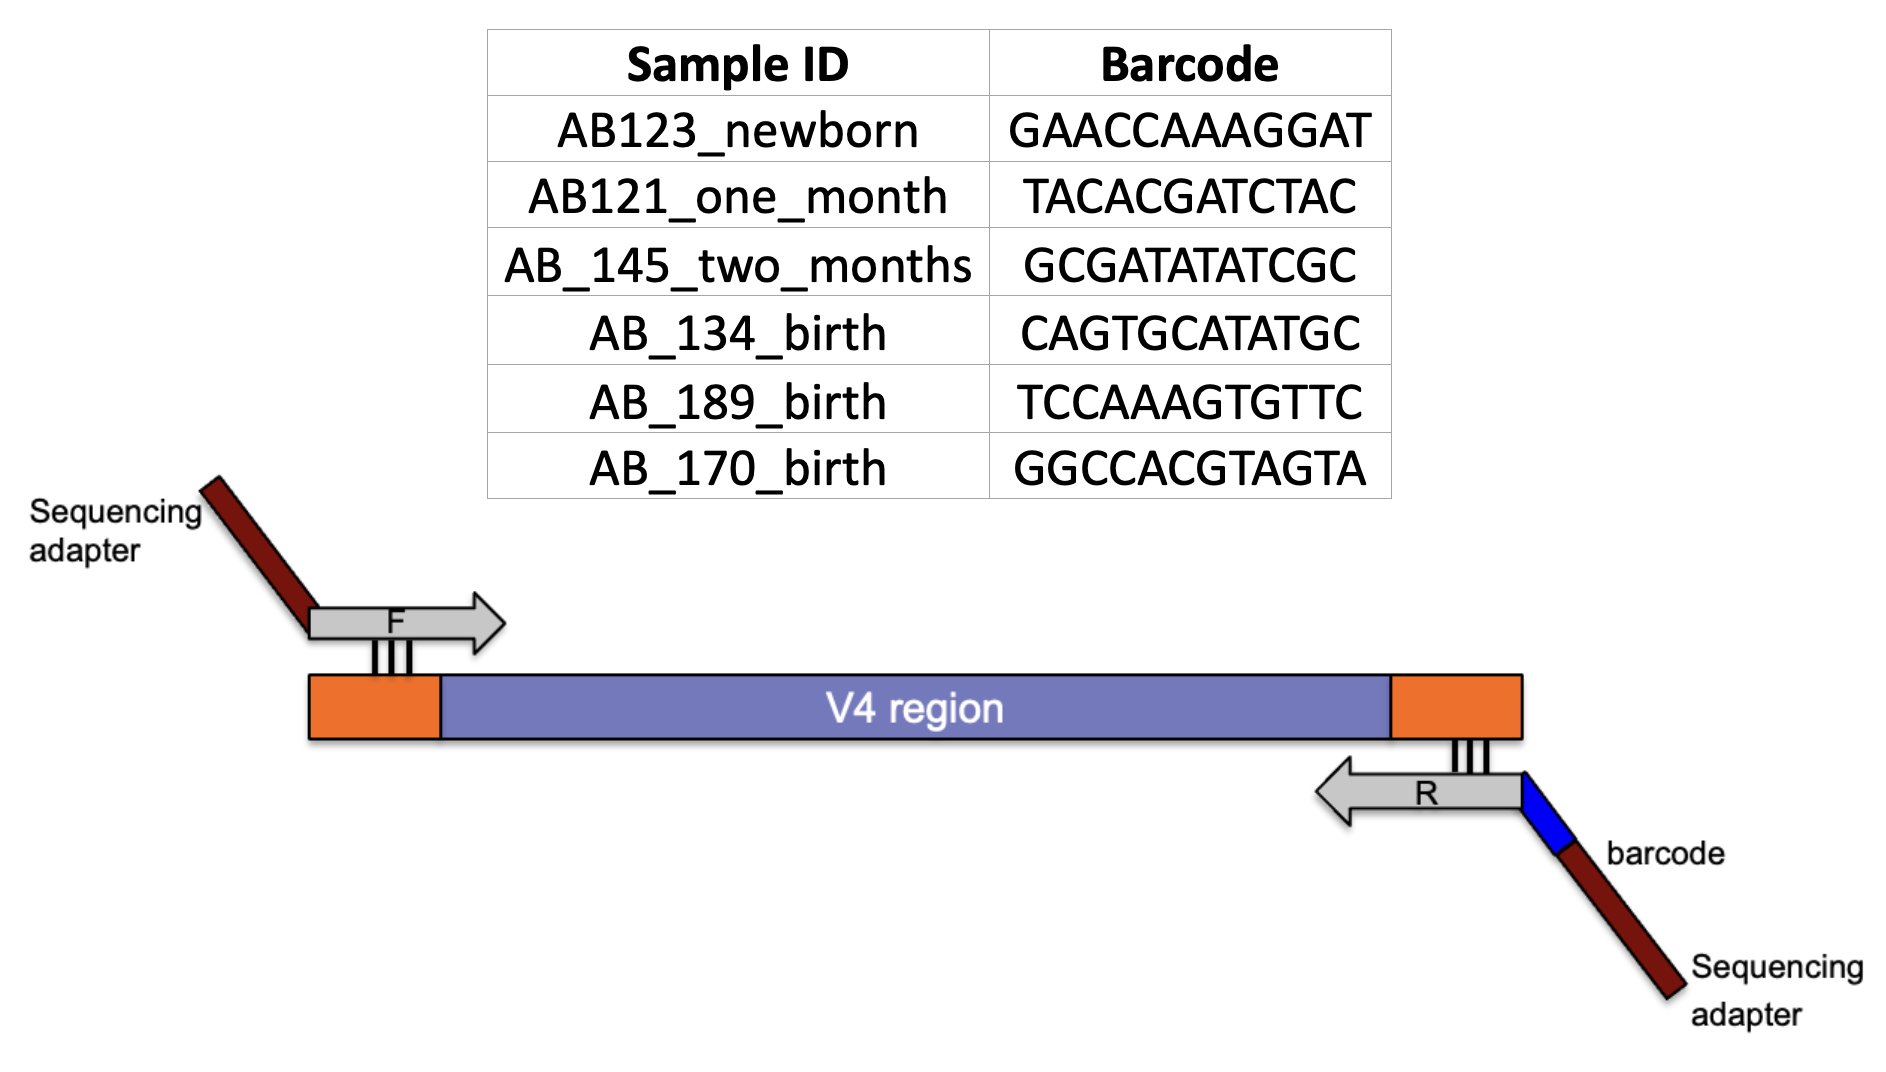 Sample ID Barcode
AB123_newborn GAACCAAAGGAT
AB121_one_month TACACGATCTAC
AB_145_two_months GCGATATATCGC
AB_134_birth CAGTGCATATGC
AB_189_birth TCCAAAGTGTTC
AB_170_birth GGCCACGTAGTA
Sequencing
adapter
F
V4 region
R
barcode
Sequencing
adapter